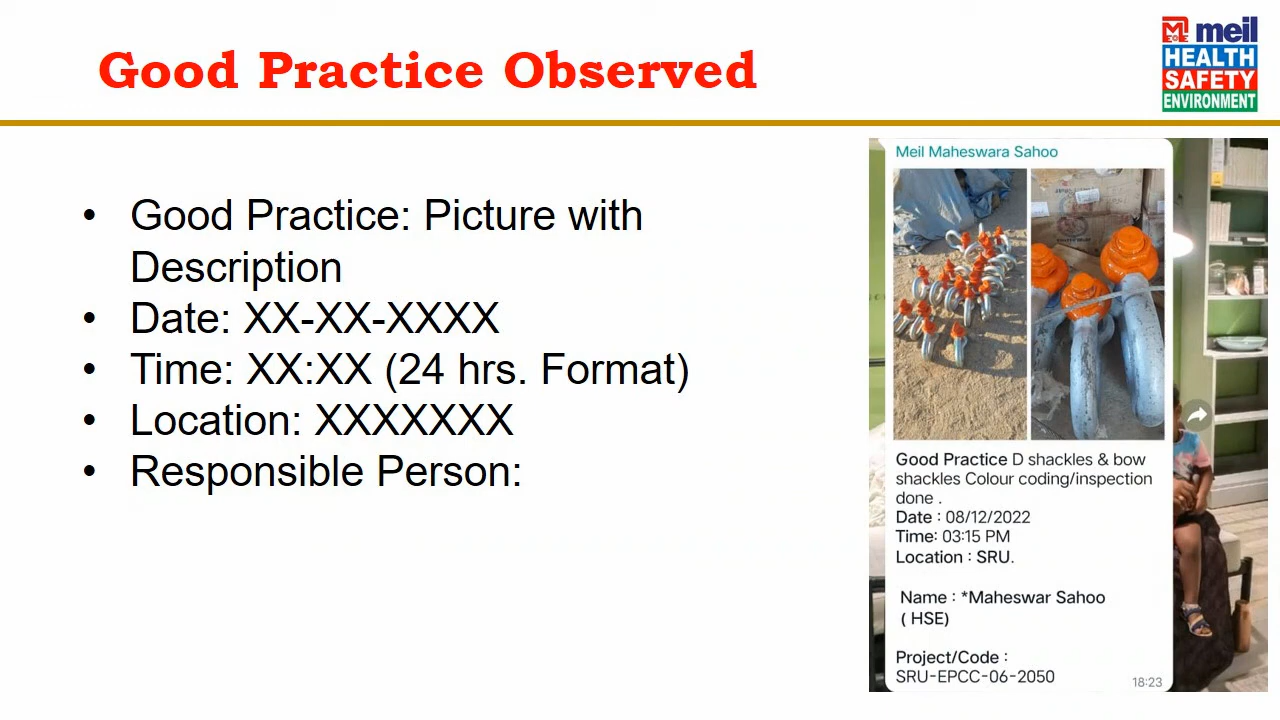 Good Practice Observed
meil
HEALTH
SAFETY
ENVIRONMENT
• Good Practice: Picture with
Description
• Date: XX-XX-XXXX
• Time: XX:XX (24 hrs. Format)
• Location: XXXXXXX
• Responsible Person:
Meil Maheswara Sahoo
Good Practice D shackles & bow
shackles Colour coding/inspection
done .
Date : 08/12/2022
Time: 03:15 PM
Location : SRU.
Name : *Maheswar Sahoo
( HSE)
Project/Code :
SRU-EPCC-06-2050
18:23